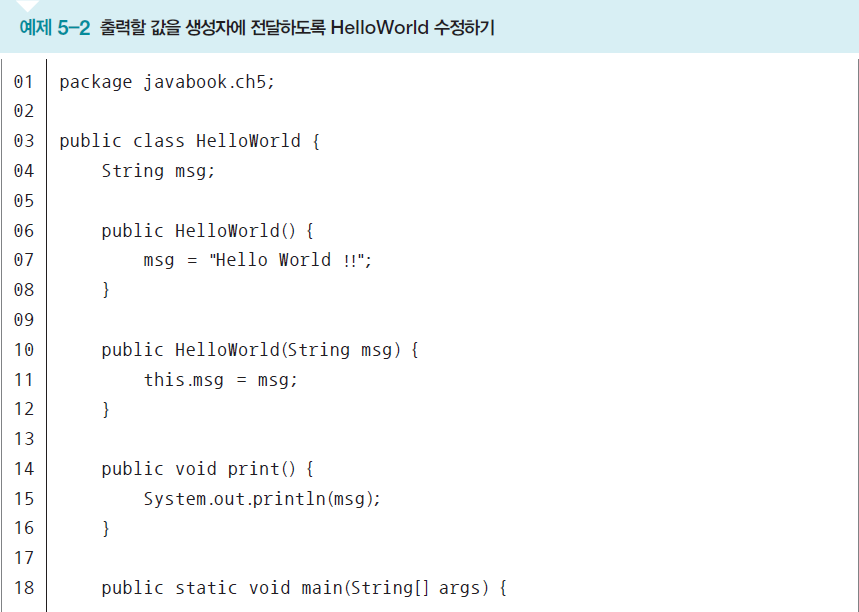 예제 5-2 출력할 값을 생성자에 전달하도록 HelloWorld 수정하기
01 package javabook.ch5;
02
03 public class HelloWorld {
04     String msg;
05
06     public HelloWorld() {
07         msg = "Hello World !!";
08     }
09
10     public HelloWorld(String msg) {
11         this.msg = msg;
12     }
13
14     public void print() {
15         System.out.println(msg);
16     }
17
18     public static void main(String[] args) {